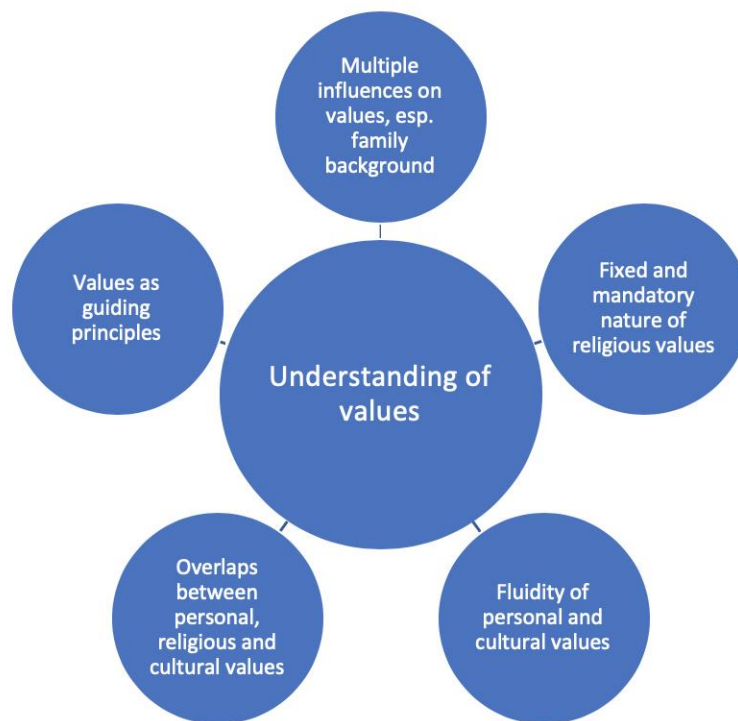 Multiple
influences on
values, esp.
family
background
Values as
guiding
principles
Fixed and
mandatory
nature of
religious values
Understanding of
values
Overlaps
between
personal,
religious and
cultural values
Fluidity of
personal and
cultural values